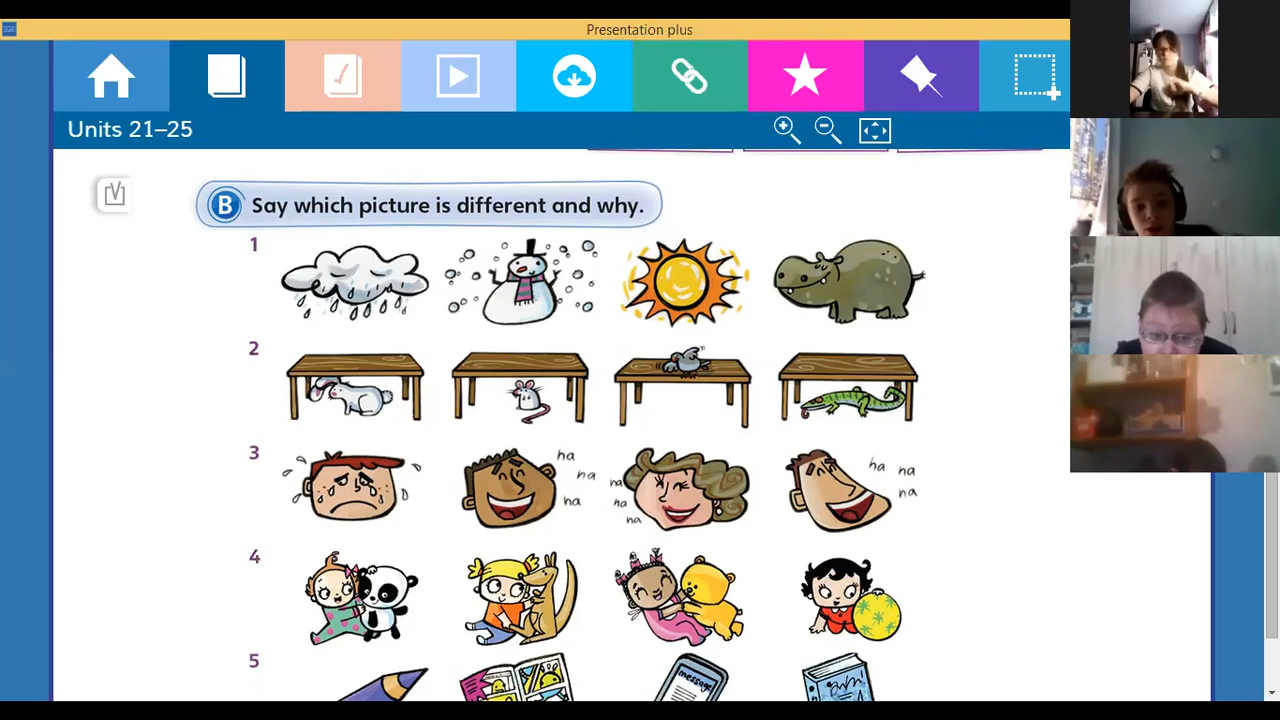 Presentation plus
Units 21–25
B Say which picture is different and why.
1
2
3
ha
ha
ha
ha
ha
ha
ha ha
ha
4
5
message